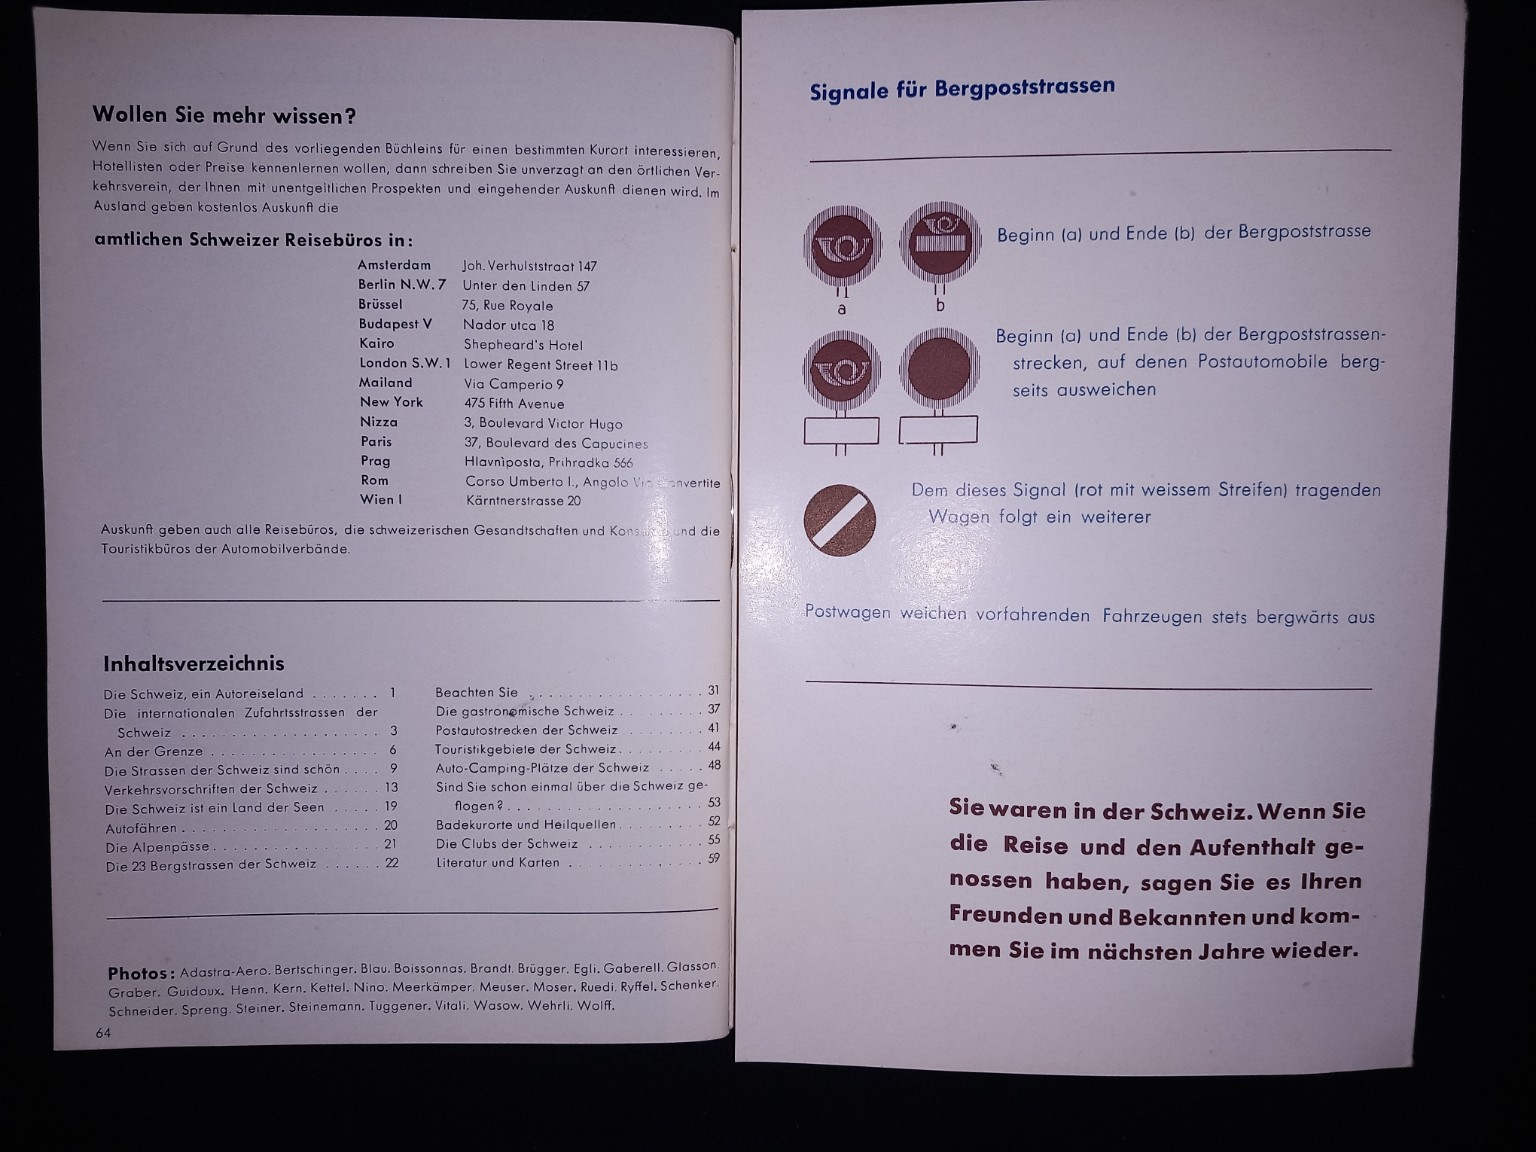 Wollen Sie mehr wissen?
Wenn Sie sich auf Grund des vorliegenden Büchleins für einen bestimmten Kurort interessieren,
Hotellisten oder Preise kennenlernen wollen, dann schreiben Sie unverzagt an den örtlichen Ver-
kehrsverein, der Ihnen mit unentgeltlichen Prospekten und eingehender Auskunft dienen wird. Im
Ausland geben kostenlos Auskunft die
amtlichen Schweizer Reisebüros in:
Amsterdam Joh. Verhulststraat 147
Berlin N.W. 7 Unter den Linden 57
Brüssel 75, Rue Royale
Budapest V Nador utca 18
Kairo Shepheard's Hotel
London S.W. 1 Lower Regent Street 11b
Mailand Via Camperio 9
New York 475 Fifth Avenue
Nizza 3, Boulevard Victor Hugo
Paris 37, Boulevard des Capucines
Prag Hlavniposta, Prihradka 566
Rom Corso Umberto I., Angolo
Wien I Kärntnerstrasse 20
Auskunft geben auch alle Reisebüros, die schweizerischen Gesandtschaften und und die
Touristikbüros der Automobilverbände.
Inhaltsverzeichnis
Die Schweiz, ein Autoreiseland . . . . . . . 1
Die internationalen Zufahrtsstrassen der
Schweiz . . . . . . . . . . . . . . . . . . 3
An der Grenze . . . . . . . . . . . . . . . 6
Die Strassen der Schweiz sind schön . . . . 9
Verkehrsvorschriften der Schweiz . . . . . . 13
Die Schweiz ist ein Land der Seen . . . . . 19
Autofähren . . . . . . . . . . . . . . . . . 20
Die Alpenpässe . . . . . . . . . . . . . . . 21
Die 23 Bergstrassen der Schweiz . . . . . . 22
Beachten Sie . . . . . . . . . . . . . . . . 31
Die gastronomische Schweiz . . . . . . . . . 37
Postautostrecken der Schweiz . . . . . . . . 41
Touristikgebiete der Schweiz . . . . . . . . 44
Auto-Camping-Plätze der Schweiz . . . . . 48
Sind Sie schon einmal über die Schweiz ge-
flogen? . . . . . . . . . . . . . . . . . . 53
Badekurorte und Heilquellen . . . . . . . . 52
Die Clubs der Schweiz . . . . . . . . . . . 55
Literatur und Karten . . . . . . . . . . . . 59
Photos: Adastra-Aero. Bertschinger. Blau. Boissonnas. Brandt. Brügger. Egli. Gaberell. Glasson.
Graber. Guidoux. Henn. Kern. Kettel. Nino. Meerkämper. Meuser. Moser. Ruedi. Ryffel. Schenker.
Schneider. Spreng. Steiner. Steinemann. Tuggener. Vitali. Wasow. Wehrli. Wolff.
64
Signale für Bergpoststrassen
Beginn (a) und Ende (b) der Bergpoststrasse
a b
Beginn (a) und Ende (b) der Bergpoststrassen-
strecken, auf denen Postautomobile berg-
seits ausweichen
Dem dieses Signal (rot mit weissem Streifen) tragenden
Wagen folgt ein weiterer
Postwagen weichen vorfahrenden Fahrzeugen stets bergwärts aus
Sie waren in der Schweiz. Wenn Sie
die Reise und den Aufenthalt ge-
nossen haben, sagen Sie es Ihren
Freunden und Bekannten und kom-
men Sie im nächsten Jahre wieder.